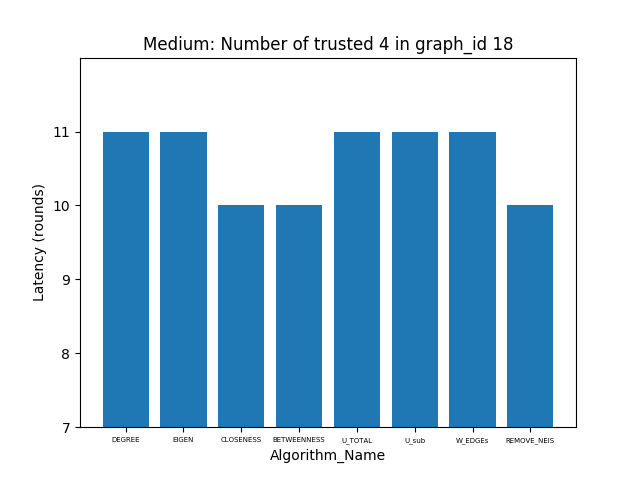 Medium: Number of trusted 4 in graph_id 18
Latency (rounds)
11
10
9
8
7
DEGREE EIGEN CLOSENESS BETWEENNESS U_TOTAL U_sub W_EDGEs REMOVE_NEIS
Algorithm_Name